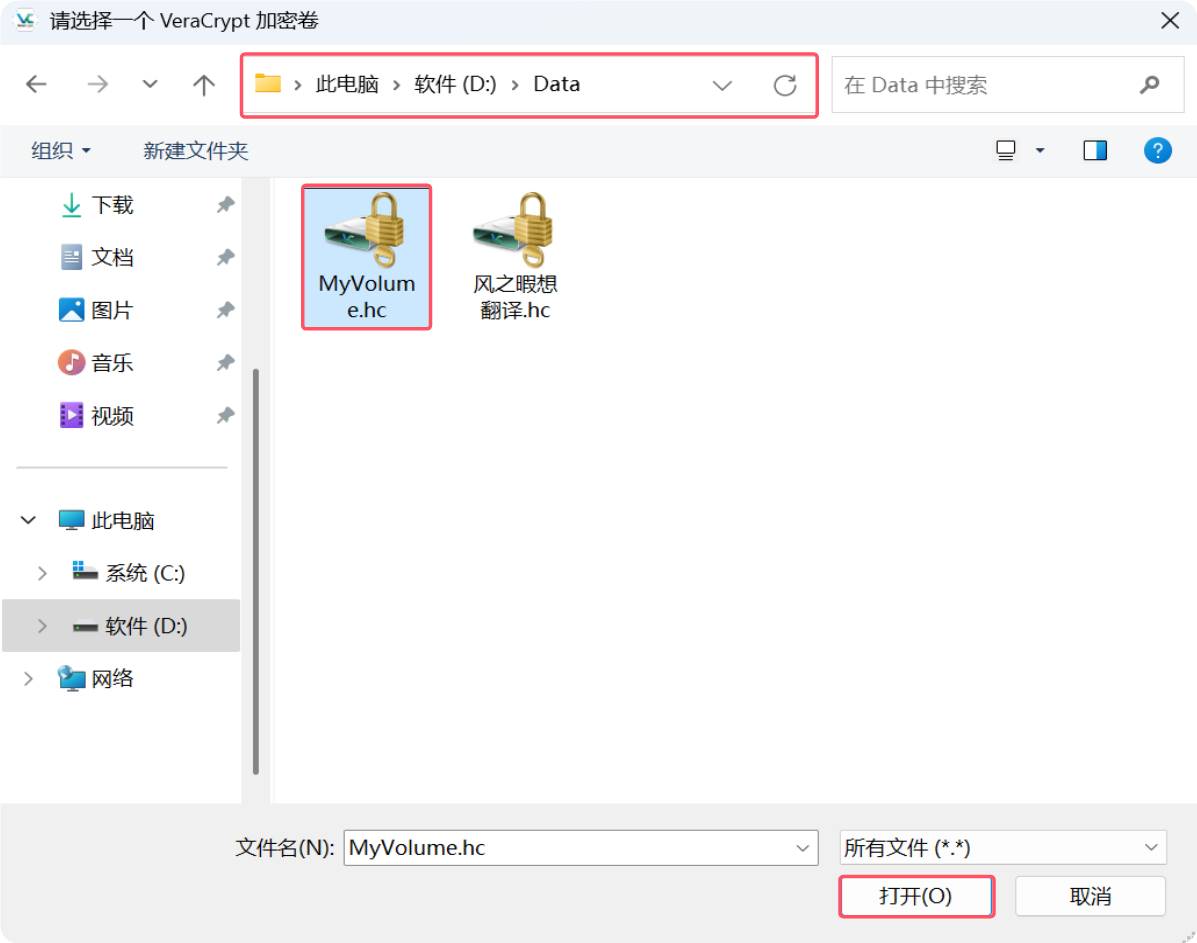 请选择一个 VeraCrypt 加密卷
此电脑 › 软件 (D:) › Data
在 Data 中搜索
组织
新建文件夹
下载
文档
图片
音乐
视频
此电脑
系统 (C:)
软件 (D:)
网络
MyVolum
e.hc
风之暇想
翻译.hc
文件名(N):
MyVolume.hc
所有文件 (*.*)
打开(O)
取消